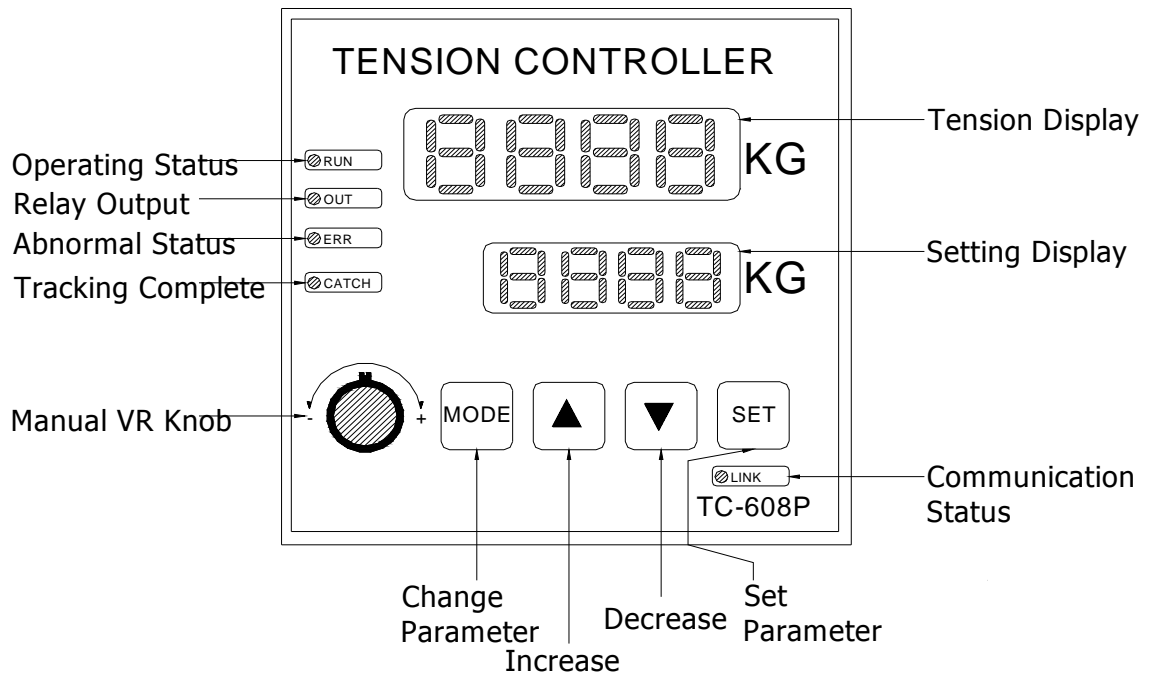 TENSION CONTROLLER
Tension Display
KG
Operating Status
RUN
Relay Output
OUT
Abnormal Status
ERR
Setting Display
KG
Tracking Complete
CATCH
Manual VR Knob
- +
MODE
▲
▼
SET
LINK
Communication
Status
TC-608P
Change
Parameter
Increase
Decrease
Set
Parameter